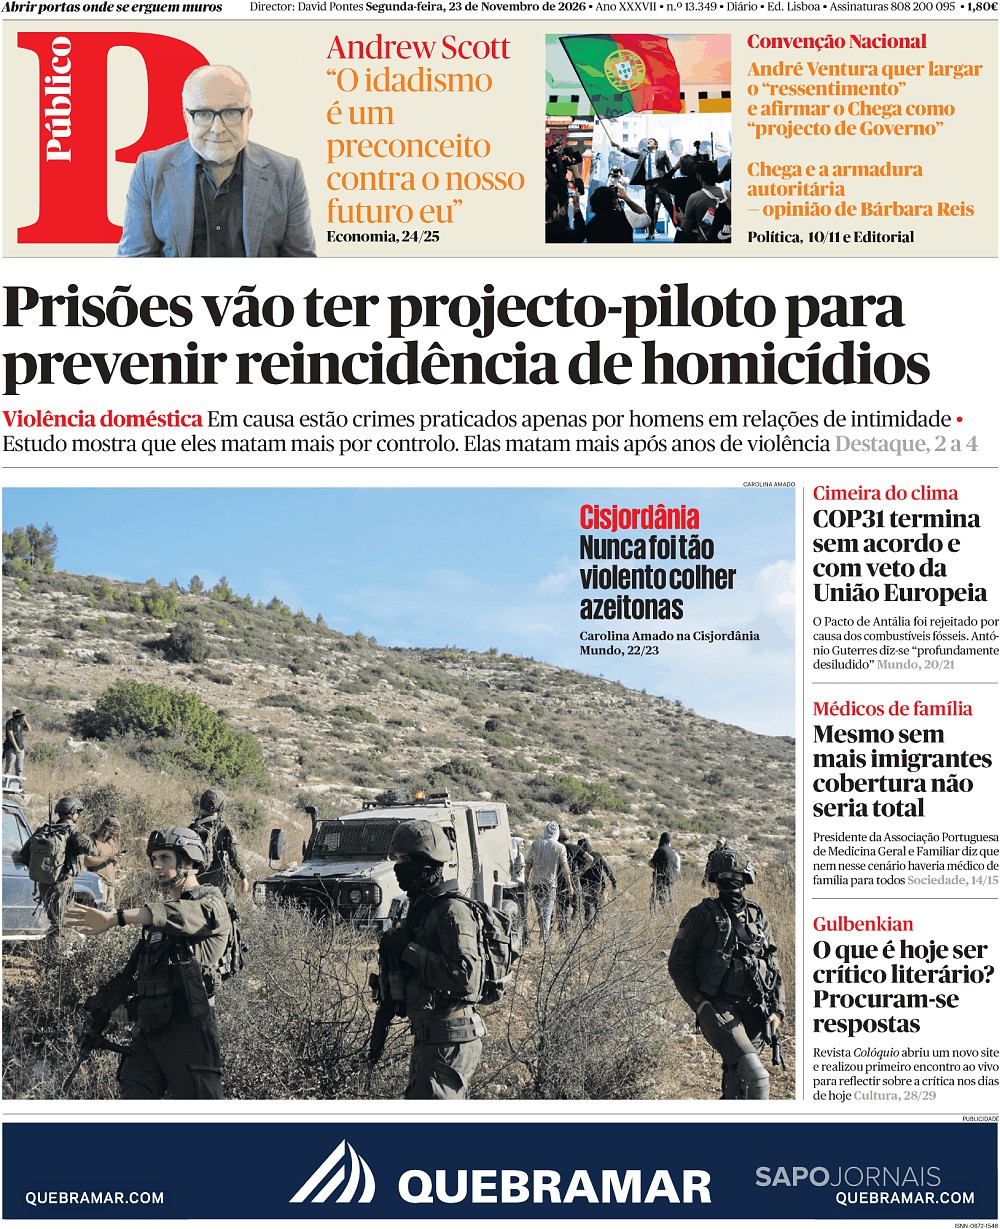 Abrir portas onde se erguem muros
Director: David Pontes Segunda-feira, 23 de Novembro de 2026 • Ano XXXVII • n.º 13.349 • Diário • Ed. Lisboa • Assinaturas 808 200 095 • 1,80€
Público
P
Andrew Scott
“O idadismo
é um
preconceito
contra o nosso
futuro eu”
Economia, 24/25
Convenção Nacional
André Ventura quer largar
o “ressentimento”
e afirmar o Chega como
“projecto de Governo”
Chega e a armadura
autoritária
— opinião de Bárbara Reis
Política, 10/11 e Editorial
Prisões vão ter projecto-piloto para
prevenir reincidência de homicídios
Violência doméstica Em causa estão crimes praticados apenas por homens em relações de intimidade •
Estudo mostra que eles matam mais por controlo. Elas matam mais após anos de violência Destaque, 2 a 4
CAROLINA AMADO
Cisjordânia
Nunca foi tão
violento colher
azeitonas
Carolina Amado na Cisjordânia
Mundo, 22/23
Cimeira do clima
COP31 termina
sem acordo e
com veto da
União Europeia
O Pacto de Antália foi rejeitado por
causa dos combustíveis fósseis. Antó-
nio Guterres diz-se “profundamente
desiludido” Mundo, 20/21
Médicos de família
Mesmo sem
mais imigrantes
cobertura não
seria total
Presidente da Associação Portuguesa
de Medicina Geral e Familiar diz que
nem nesse cenário haveria médico de
família para todos Sociedade, 14/15
Gulbenkian
O que é hoje ser
crítico literário?
Procuram-se
respostas
Revista Colóquio abriu um novo site
e realizou primeiro encontro ao vivo
para reflectir sobre a crítica nos dias
de hoje Cultura, 28/29
PUBLICIDADE
QUEBRAMAR.COM
QUEBRAMAR
SAPOJORNAIS
QUEBRAMAR.COM
ISNN-0872-1548